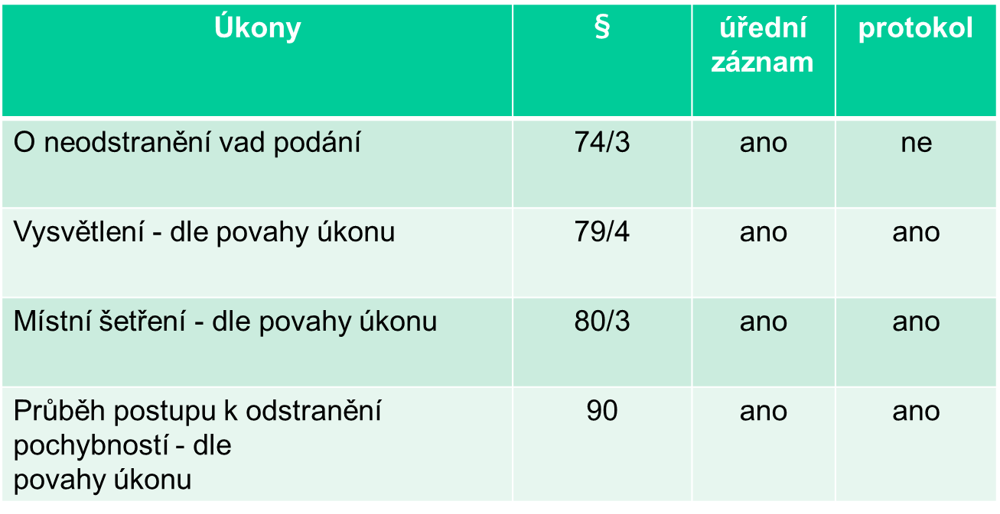 Úkony § úřední záznam protokol
O neodstranění vad podání 74/3 ano ne
Vysvětlení - dle povahy úkonu 79/4 ano ano
Místní šetření - dle povahy úkonu 80/3 ano ano
Průběh postupu k odstranění 90 ano ano
pochybností - dle
povahy úkonu